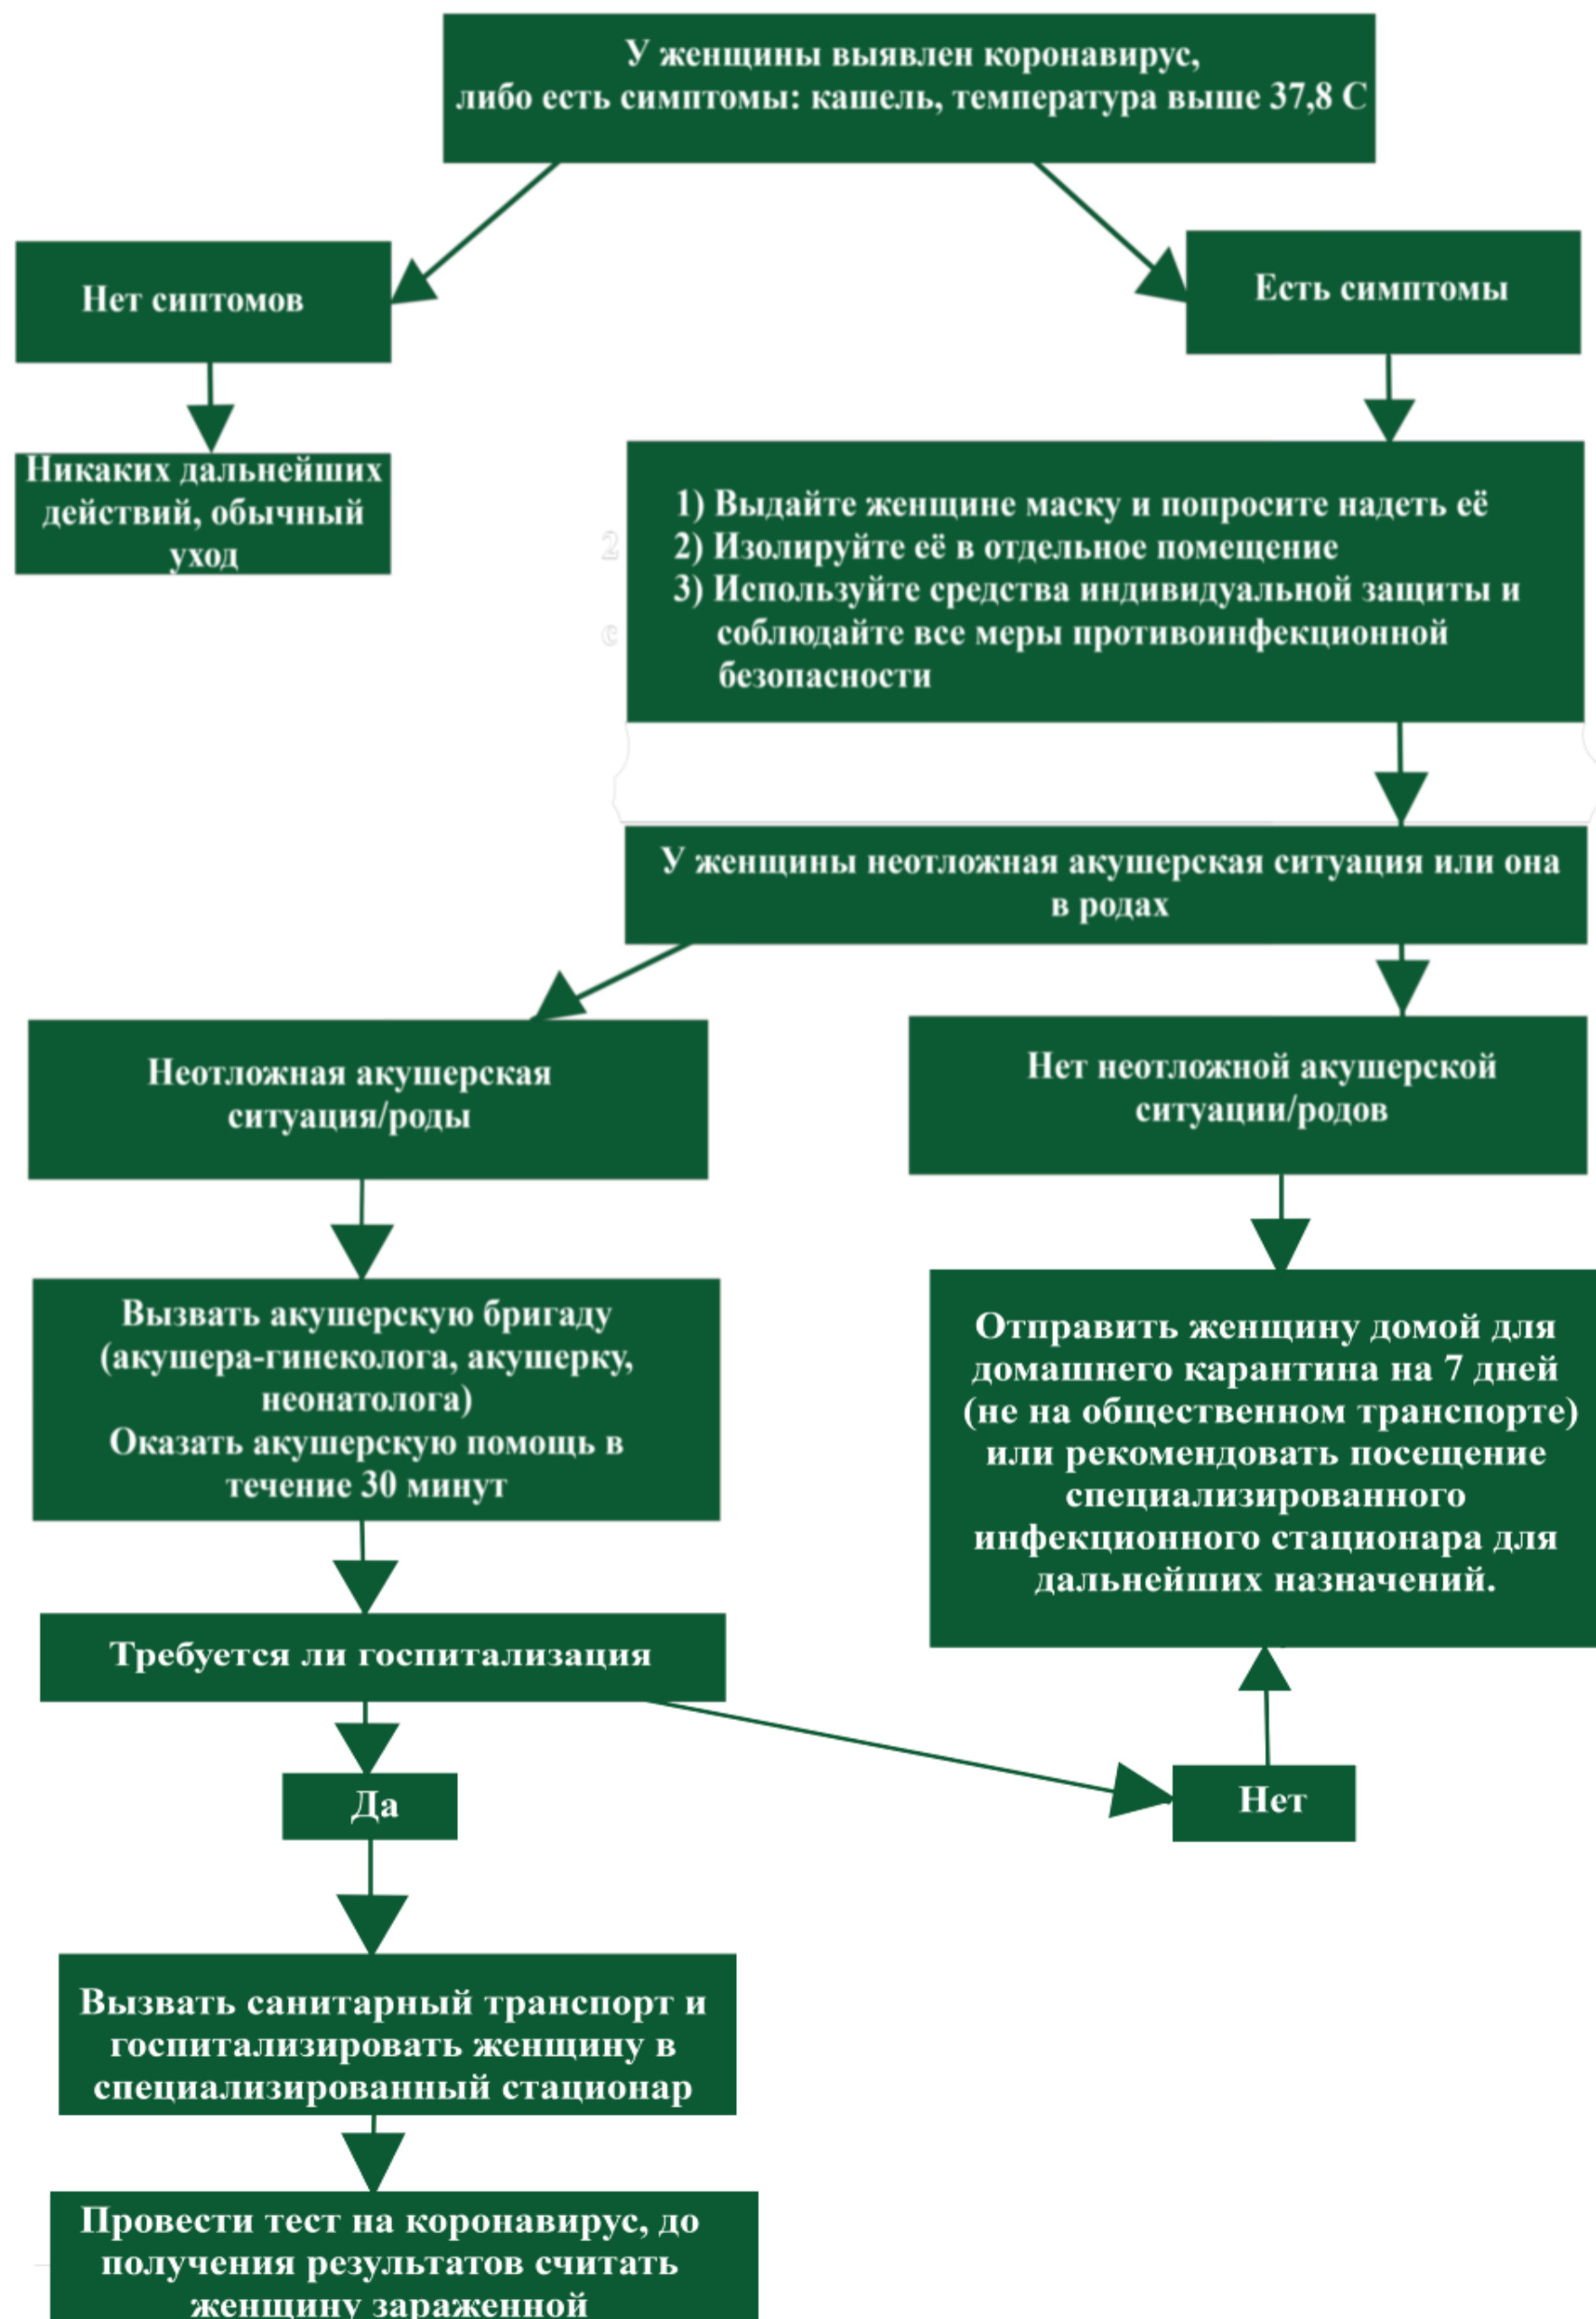 У женщины выявлен коронавирус,
либо есть симптомы: кашель, температура выше 37,8 С
Нет сиптомов
Есть симптомы
Никаких дальнейших
действий, обычный
уход
1) Выдайте женщине маску и попросите надеть её
2
2) Изолируйте её в отдельное помещение
3) Используйте средства индивидуальной защиты и
с
соблюдайте все меры противоинфекционной
безопасности
У женщины неотложная акушерская ситуация или она
в родах
Неотложная акушерская
ситуация/роды
Нет неотложной акушерской
ситуации/родов
Вызвать акушерскую бригаду
(акушера-гинеколога, акушерку,
неонатолога)
Оказать акушерскую помощь в
течение 30 минут
Отправить женщину домой для
домашнего карантина на 7 дней
(не на общественном транспорте)
или рекомендовать посещение
специализированного
инфекционного стационара для
дальнейших назначений.
Требуется ли госпитализация
Да
Нет
Вызвать санитарный транспорт и
госпитализировать женщину в
специализированный стационар
Провести тест на коронавирус, до
получения результатов считать
женщину зараженной